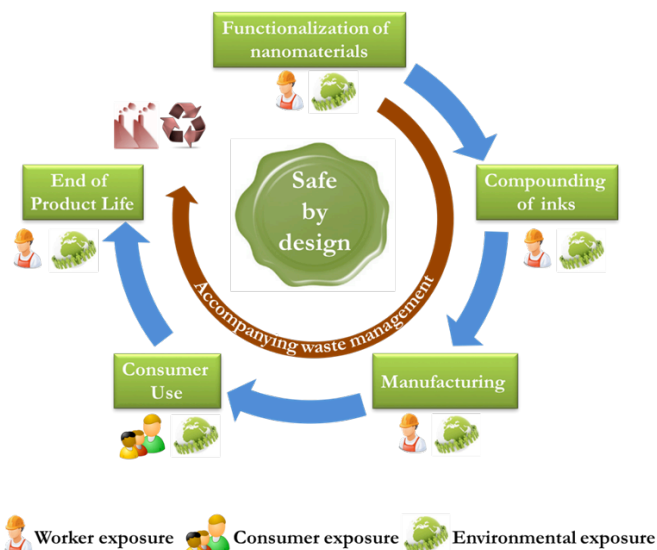 Functionalization of
nanomaterials
Compounding
of inks
Safe
by
design
End of
Product Life
Accompanying waste management
Consumer
Use
Manufacturing
Worker exposure
Consumer exposure
Environmental exposure